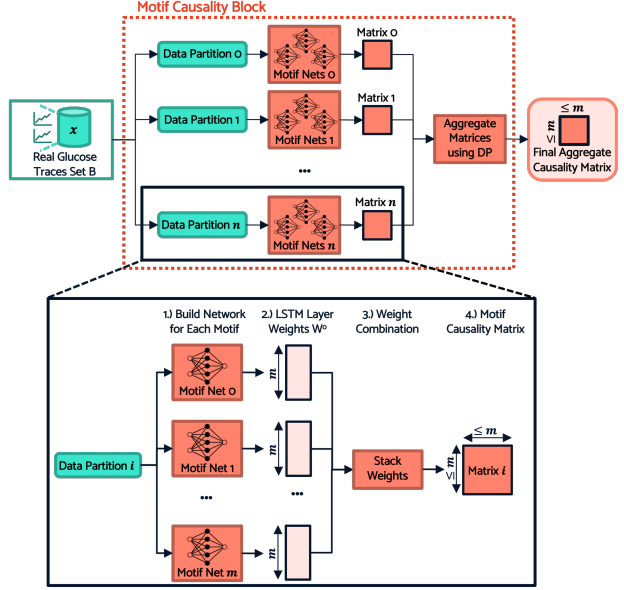 Motif Causality Block
Data Partition 0
Motif Nets 0
Matrix 0
Data Partition 1
Motif Nets 1
Matrix 1
...
Data Partition n
Motif Nets n
Matrix n
x
Real Glucose
Traces Set B
Aggregate
Matrices
using DP
≤ m
≤ m
Final Aggregate
Causality Matrix
1.) Build Network
for Each Motif
2.) LSTM Layer
Weights Wº
3.) Weight
Combination
4.) Motif
Causality Matrix
Data Partition i
Motif Net 0
m
Motif Net 1
m
...
...
Motif Net m
m
Stack
Weights
≤ m
≤ m
Matrix i